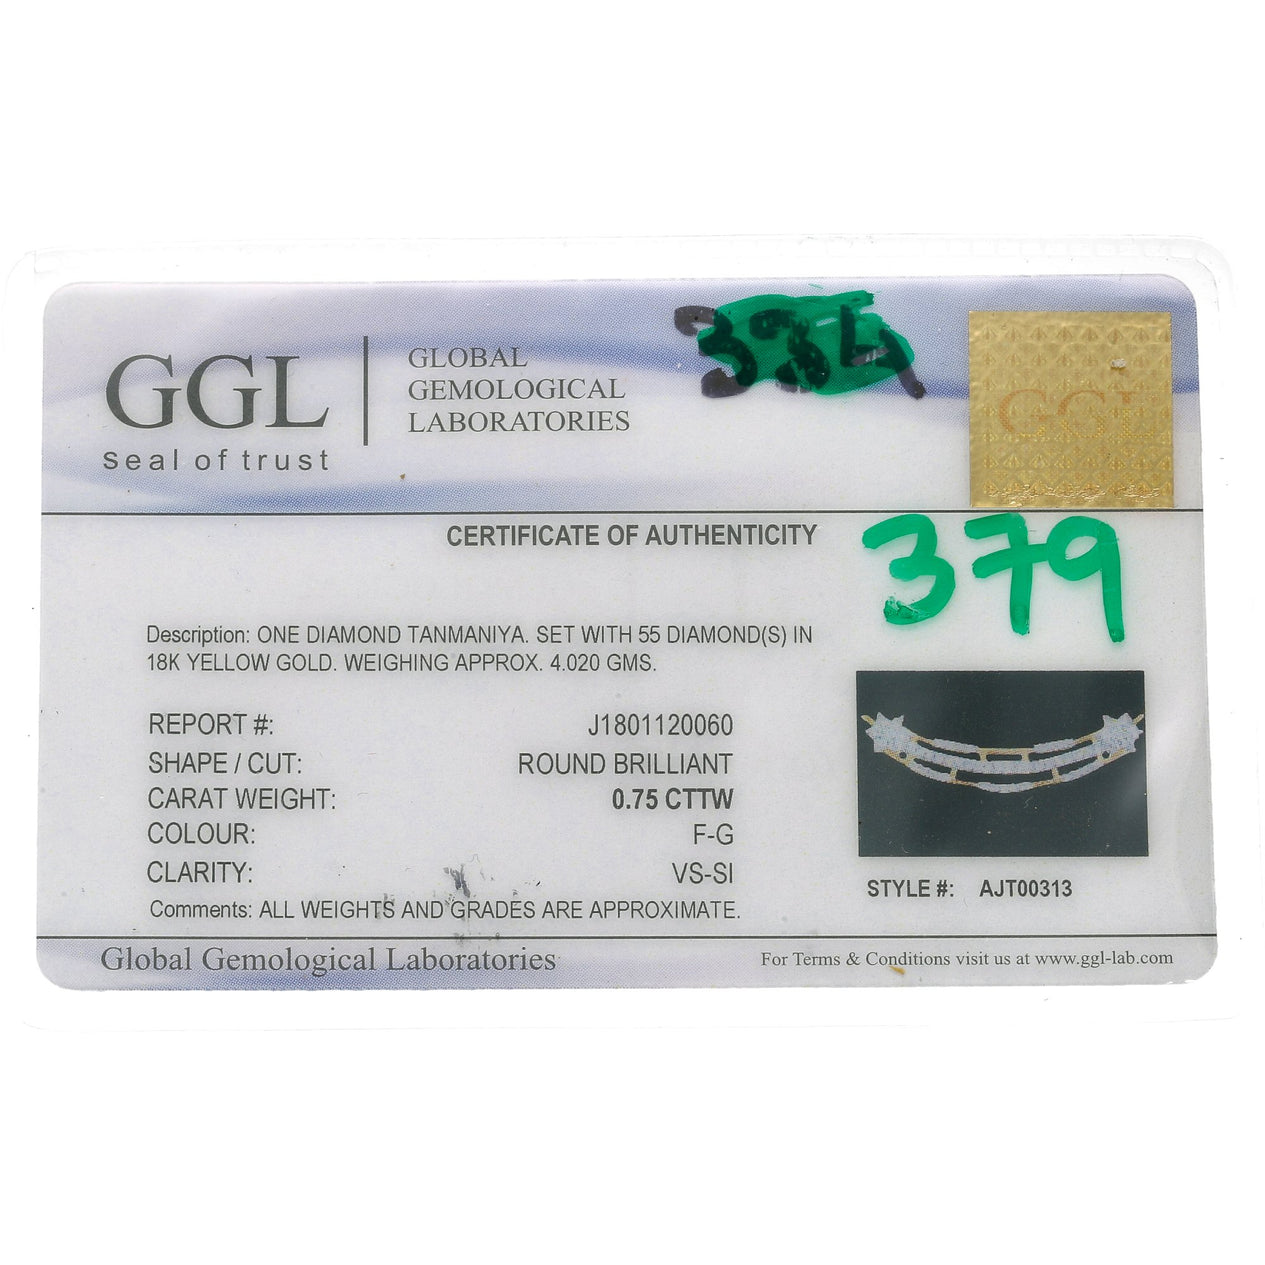 GGL
seal of trust
GLOBAL
GEMOLOGICAL
LABORATORIES
GGL
CERTIFICATE OF AUTHENTICITY
379
Description: ONE DIAMOND TANMANIYA. SET WITH 55 DIAMOND(S) IN
18K YELLOW GOLD. WEIGHING APPROX. 4.020 GMS.
REPORT #: J1801120060
SHAPE / CUT: ROUND BRILLIANT
CARAT WEIGHT: 0.75 CTTW
COLOUR: F-G
CLARITY: VS-SI
Comments: ALL WEIGHTS AND GRADES ARE APPROXIMATE.
STYLE #: AJT00313
Global Gemological Laboratories
For Terms & Conditions visit us at www.ggl-lab.com